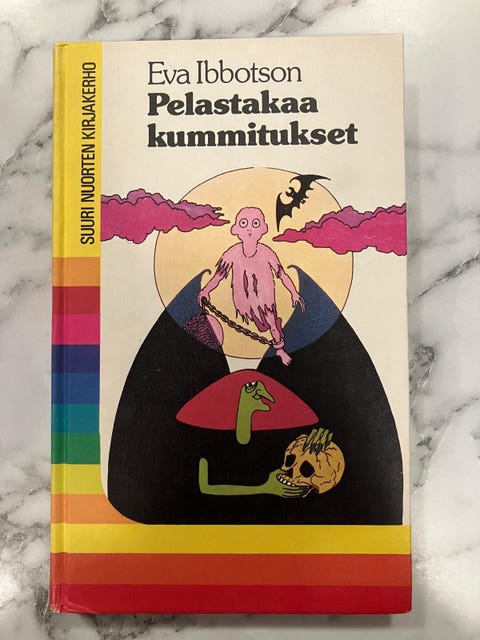 Eva Ibbotson
Pelastakaa
kummitukset
SUURI NUORTEN KIRJAKERHO